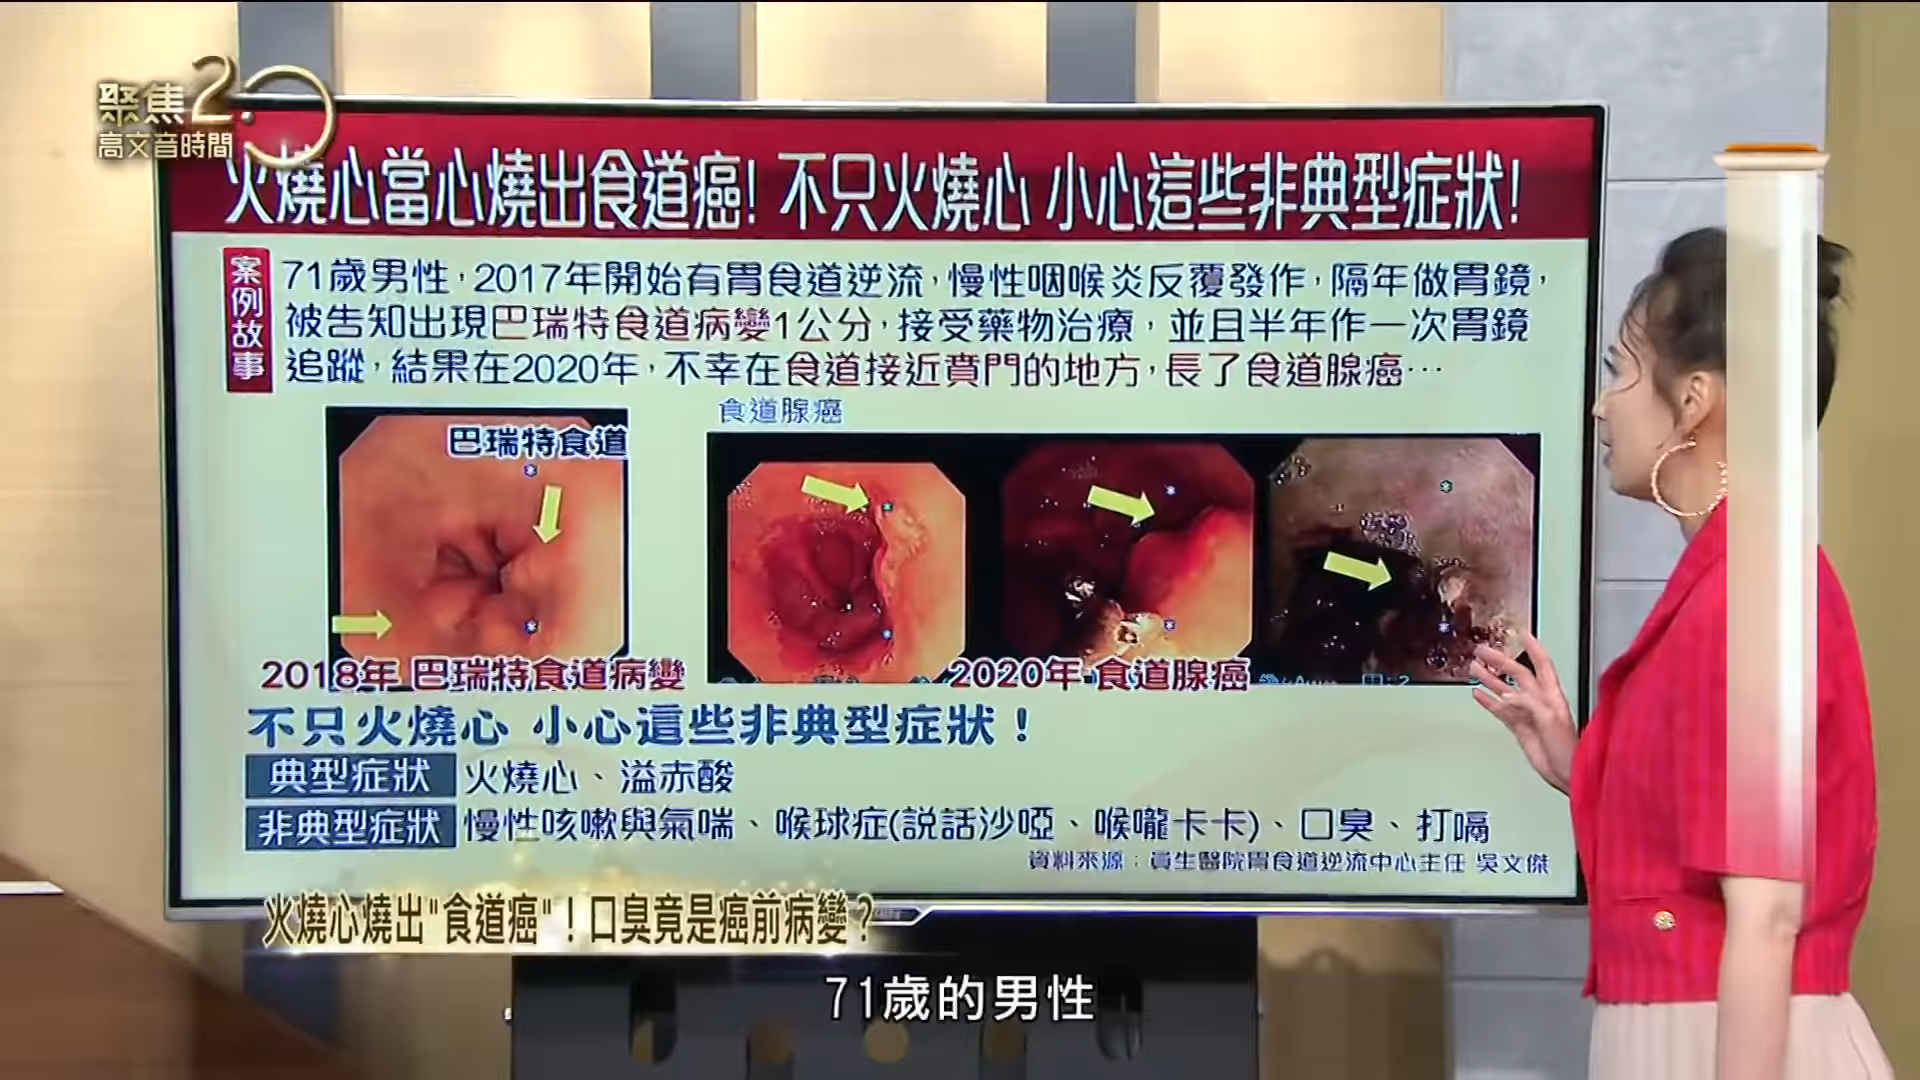 聚焦2.0
高文音時間
火燒心當心燒出食道癌! 不只火燒心 小心這些非典型症狀!
案例故事
71歲男性,2017年開始有胃食道逆流,慢性咽喉炎反覆發作,隔年做胃鏡,
被告知出現巴瑞特食道病變1公分,接受藥物治療,並且半年作一次胃鏡
追蹤,結果在2020年,不幸在食道接近賁門的地方,長了食道腺癌…
食道腺癌
巴瑞特食道
2018年 巴瑞特食道病變
2020年 食道腺癌
不只火燒心 小心這些非典型症狀!
典型症狀 火燒心、溢赤酸
非典型症狀 慢性咳嗽與氣喘、喉球症(説話沙啞、喉嚨卡卡)、口臭、打嗝
資料來源:員生醫院胃食道逆流中心主任 吳文傑
火燒心燒出"食道癌"!口臭竟是癌前病變?
71歲的男性